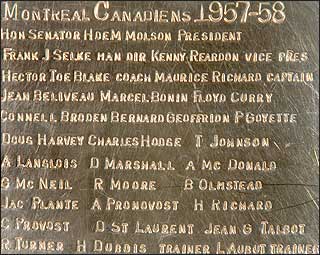 MONTREAL CANADIENS 1957-58
HON SENATOR H DE M MOLSON PRESIDENT
FRANK J SELKE MAN DIR KENNY REARDON VICE PRES
HECTOR TOE BLAKE COACH MAURICE RICHARD CAPTAIN
JEAN BELIVEAU MARCEL BONIN FLOYD CURRY
CONNELL BRODEN BERNARD GEOFFRION P GOYETTE
DOUG HARVEY CHARLES HODGE T JOHNSON
A LANGLOIS D MARSHALL A MC DONALD
G MC NEIL R MOORE B OLMSTEAD
JAC PLANTE A PRONOVOST H RICHARD
C PROVOST D ST LAURENT JEAN G TALBOT
R TURNER H DUBOIS TRAINER L AUBUT TRAINER